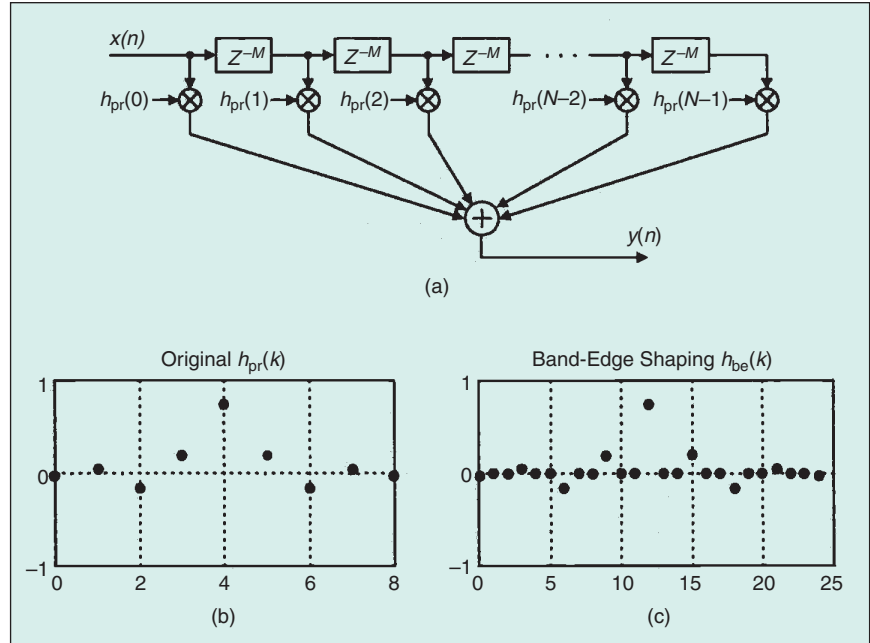 x(n)
Z⁻ᴹ Z⁻ᴹ Z⁻ᴹ · · · Z⁻ᴹ
h_pr(0) h_pr(1) h_pr(2) h_pr(N–2) h_pr(N–1)
+
y(n)
(a)
Original h_pr(k)
1
0
–1
0 2 4 6 8
(b)
Band-Edge Shaping h_be(k)
1
0
–1
0 5 10 15 20 25
(c)